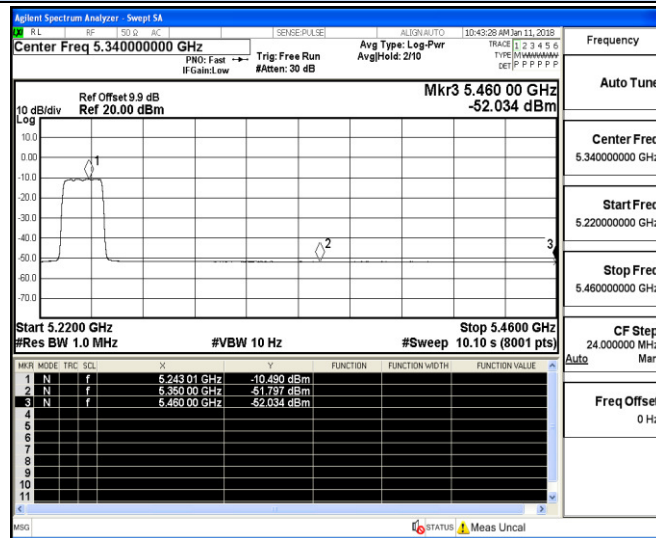 Agilent Spectrum Analyzer - Swept SA
RL RF 50 Ω AC SENSE:PULSE ALIGNAUTO 10:43:28 AM Jan 11, 2018
Center Freq 5.340000000 GHz Avg Type: Log-Pwr TRACE 1 2 3 4 5 6
PNO: Fast Trig: Free Run Avg|Hold: 2/10 TYPE M
IFGain:Low #Atten: 30 dB DET P P P P P P
Mkr3 5.460 00 GHz
Ref Offset 9.9 dB
10 dB/div Ref 20.00 dBm -52.034 dBm
Log
10.0
0.00
-10.0
-20.0
-30.0
-40.0
-50.0
-60.0
-70.0
1
2
3
Start 5.2200 GHz Stop 5.4600 GHz
#Res BW 1.0 MHz #VBW 10 Hz #Sweep 10.10 s (8001 pts)
MKR MODE TRC SCL X Y FUNCTION FUNCTION WIDTH FUNCTION VALUE
1 N f 5.243 01 GHz -10.490 dBm
2 N f 5.350 00 GHz -51.797 dBm
3 N f 5.460 00 GHz -52.034 dBm
4
5
6
7
8
9
10
11
MSG STATUS Meas Uncal
Frequency
Auto Tune
Center Freq
5.340000000 GHz
Start Freq
5.220000000 GHz
Stop Freq
5.460000000 GHz
CF Step
24.000000 MHz
Auto Man
Freq Offset
0 Hz